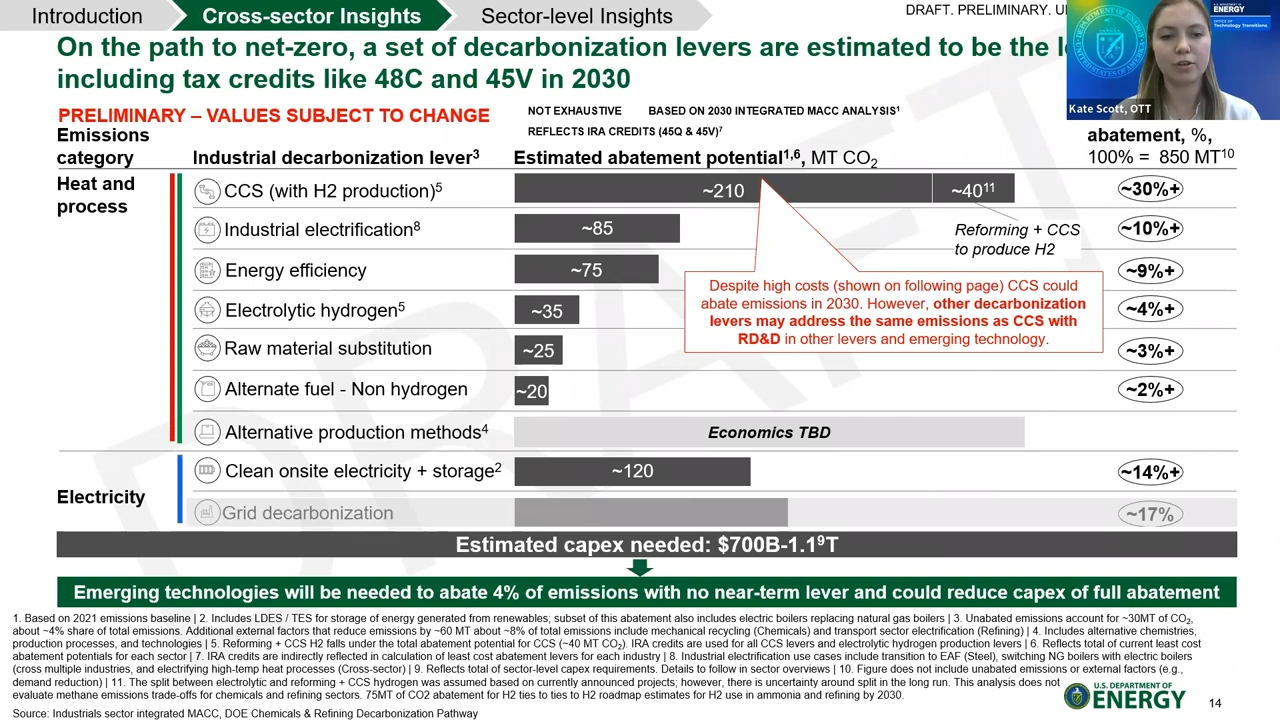 Introduction
Cross-sector Insights
Sector-level Insights
DRAFT. PRELIMINARY.
On the path to net-zero, a set of decarbonization levers are estimated to be the
including tax credits like 48C and 45V in 2030
U.S. DEPARTMENT OF
ENERGY
OFFICE OF
Technology Transitions
Kate Scott, OTT
PRELIMINARY – VALUES SUBJECT TO CHANGE
NOT EXHAUSTIVE
BASED ON 2030 INTEGRATED MACC ANALYSIS1
REFLECTS IRA CREDITS (45Q & 45V)7
Emissions
category
Industrial decarbonization lever3
Estimated abatement potential1,6, MT CO2
abatement, %,
100% = 850 MT10
Heat and
process
CCS (with H2 production)5
~210
~4011
~30%+
Reforming + CCS
to produce H2
Industrial electrification8
~85
~10%+
Energy efficiency
~75
~9%+
Despite high costs (shown on following page) CCS could
abate emissions in 2030. However, other decarbonization
levers may address the same emissions as CCS with
RD&D in other levers and emerging technology.
Electrolytic hydrogen5
~35
~4%+
Raw material substitution
~25
~3%+
Alternate fuel - Non hydrogen
~20
~2%+
Alternative production methods4
Economics TBD
Electricity
Clean onsite electricity + storage2
~120
~14%+
Grid decarbonization
~17%
Estimated capex needed: $700B-1.19T
Emerging technologies will be needed to abate 4% of emissions with no near-term lever and could reduce capex of full abatement
1. Based on 2021 emissions baseline | 2. Includes LDES / TES for storage of energy generated from renewables; subset of this abatement also includes electric boilers replacing natural gas boilers | 3. Unabated emissions account for ~30MT of CO2,
about ~4% share of total emissions. Additional external factors that reduce emissions by ~60 MT about ~8% of total emissions include mechanical recycling (Chemicals) and transport sector electrification (Refining) | 4. Includes alternative chemistries,
production processes, and technologies | 5. Reforming + CCS H2 falls under the total abatement potential for CCS (~40 MT CO2). IRA credits are used for all CCS levers and electrolytic hydrogen production levers | 6. Reflects total of current least cost
abatement potentials for each sector | 7. IRA credits are indirectly reflected in calculation of least cost abatement levers for each industry | 8. Industrial electrification use cases include transition to EAF (Steel), switching NG boilers with electric boilers
(cross multiple industries, and electrifying high-temp heat processes (Cross-sector) | 9. Reflects total of sector-level capex requirements. Details to follow in sector overviews | 10. Figure does not include unabated emissions or external factors (e.g.,
demand reduction) | 11. The split between electrolytic and reforming + CCS hydrogen was assumed based on currently announced projects; however, there is uncertainty around split in the long run. This analysis does not
evaluate methane emissions trade-offs for chemicals and refining sectors. 75MT of CO2 abatement for H2 ties to ties to H2 roadmap estimates for H2 use in ammonia and refining by 2030.
Source: Industrials sector integrated MACC, DOE Chemicals & Refining Decarbonization Pathway
U.S. DEPARTMENT OF
ENERGY
14
DRAFT